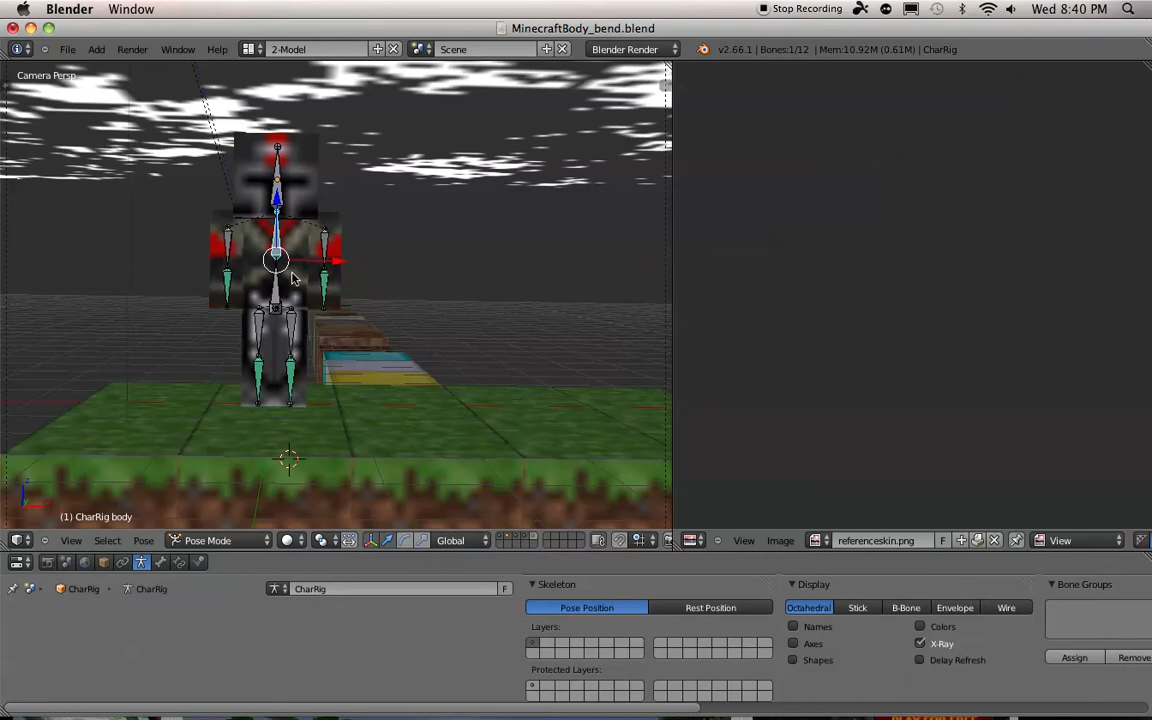 Blender Window Stop Recording Wed 8:40 PM
MinecraftBody_bend.blend
File Add Render Window Help 2-Model Scene Blender Render v2.66.1 | Bones:1/12 | Mem:10.92M (0.61M) | CharRig
Camera Persp
(1) CharRig body
View Select Pose Pose Mode Global View Image referenceskin.png F View
CharRig CharRig CharRig F
Skeleton
Pose Position Rest Position
Layers:
Protected Layers:
Display
Octahedral Stick B-Bone Envelope Wire
Names Colors
Axes X-Ray
Shapes Delay Refresh
Bone Groups
Assign Remove